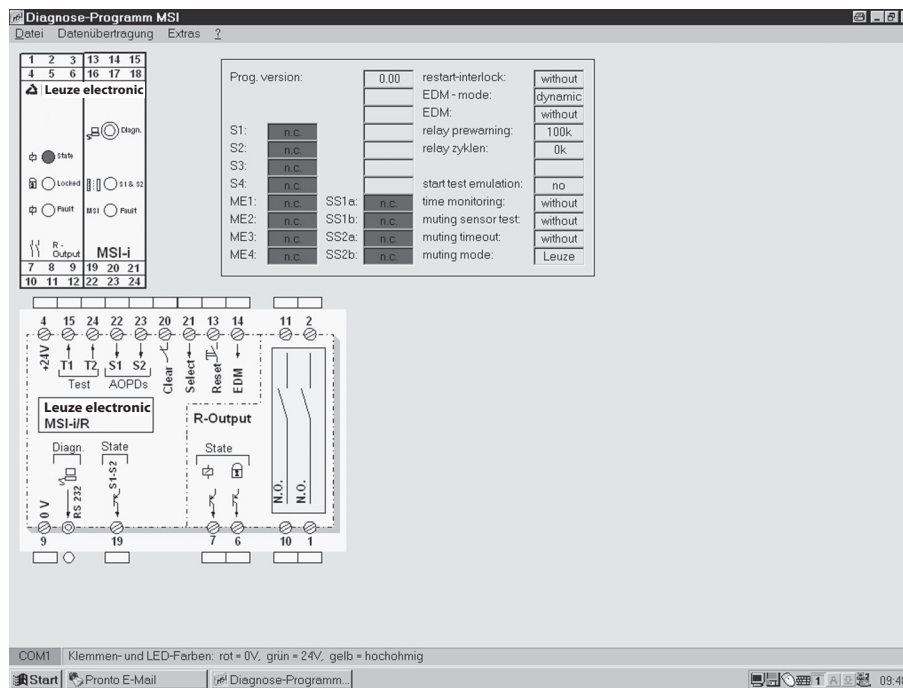 Diagnose-Programm MSI
Datei Datenübertragung Extras ?
1 2 3 13 14 15
4 5 6 16 17 18
Leuze electronic
Diagn.
State
Locked S1 & S2
Fault MSI Fault
R-
Output MSI-i
7 8 9 19 20 21
10 11 12 22 23 24
Prog. version: 0.00 restart-interlock: without
EDM - mode: dynamic
EDM: without
S1: n.c. relay prewarning: 100k
S2: n.c. relay zyklen: 0k
S3: n.c.
S4: n.c. start test emulation: no
ME1: n.c. SS1a: n.c. time monitoring: without
ME2: n.c. SS1b: n.c. muting sensor test: without
ME3: n.c. SS2a: n.c. muting timeout: without
ME4: n.c. SS2b: n.c. muting mode: Leuze
4 15 24 22 23 20 21 13 14 11 2
+24V T1 T2 S1 S2 Clear Select Reset EDM
Test AOPDs
Leuze electronic
MSI-i/R
R-Output
Diagn. State State
S1-S2
0 V RS 232 N.O. N.O.
9 19 7 6 10 1
COM1 Klemmen- und LED-Farben: rot = 0V, grün = 24V, gelb = hochohmig
Start Pronto E-Mail Diagnose-Programm... 1 A 09:48